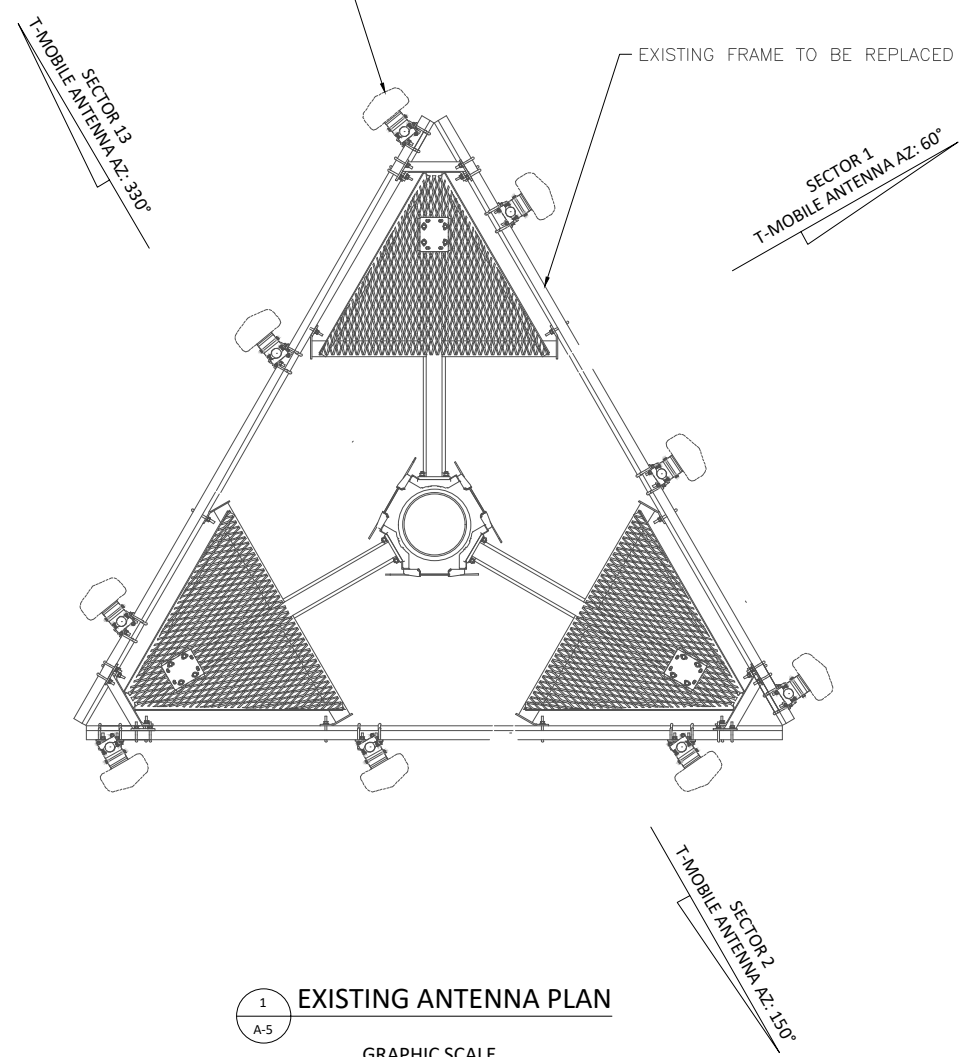 EXISTING FRAME TO BE REPLACED
SECTOR 13
T-MOBILE ANTENNA AZ: 330°
SECTOR 1
T-MOBILE ANTENNA AZ: 60°
SECTOR 2
T-MOBILE ANTENNA AZ: 150°
1
A-5
EXISTING ANTENNA PLAN
GRAPHIC SCALE